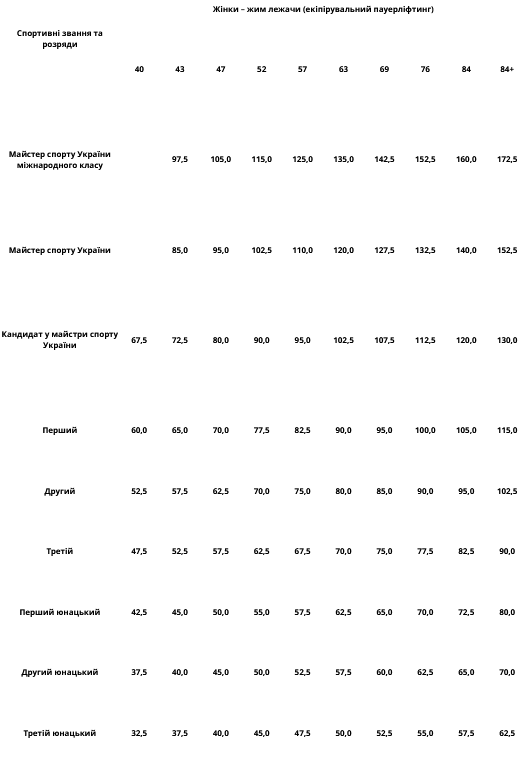 Жінки – жим лежачи (екіпірувальний пауерліфтинг)
Спортивні звання та
розряди
40 43 47 52 57 63 69 76 84 84+
Майстер спорту України
міжнародного класу
97,5 105,0 115,0 125,0 135,0 142,5 152,5 160,0 172,5
Майстер спорту України 85,0 95,0 102,5 110,0 120,0 127,5 132,5 140,0 152,5
Кандидат у майстри спорту
України
67,5 72,5 80,0 90,0 95,0 102,5 107,5 112,5 120,0 130,0
Перший 60,0 65,0 70,0 77,5 82,5 90,0 95,0 100,0 105,0 115,0
Другий 52,5 57,5 62,5 70,0 75,0 80,0 85,0 90,0 95,0 102,5
Третій 47,5 52,5 57,5 62,5 67,5 70,0 75,0 77,5 82,5 90,0
Перший юнацький 42,5 45,0 50,0 55,0 57,5 62,5 65,0 70,0 72,5 80,0
Другий юнацький 37,5 40,0 45,0 50,0 52,5 57,5 60,0 62,5 65,0 70,0
Третій юнацький 32,5 37,5 40,0 45,0 47,5 50,0 52,5 55,0 57,5 62,5